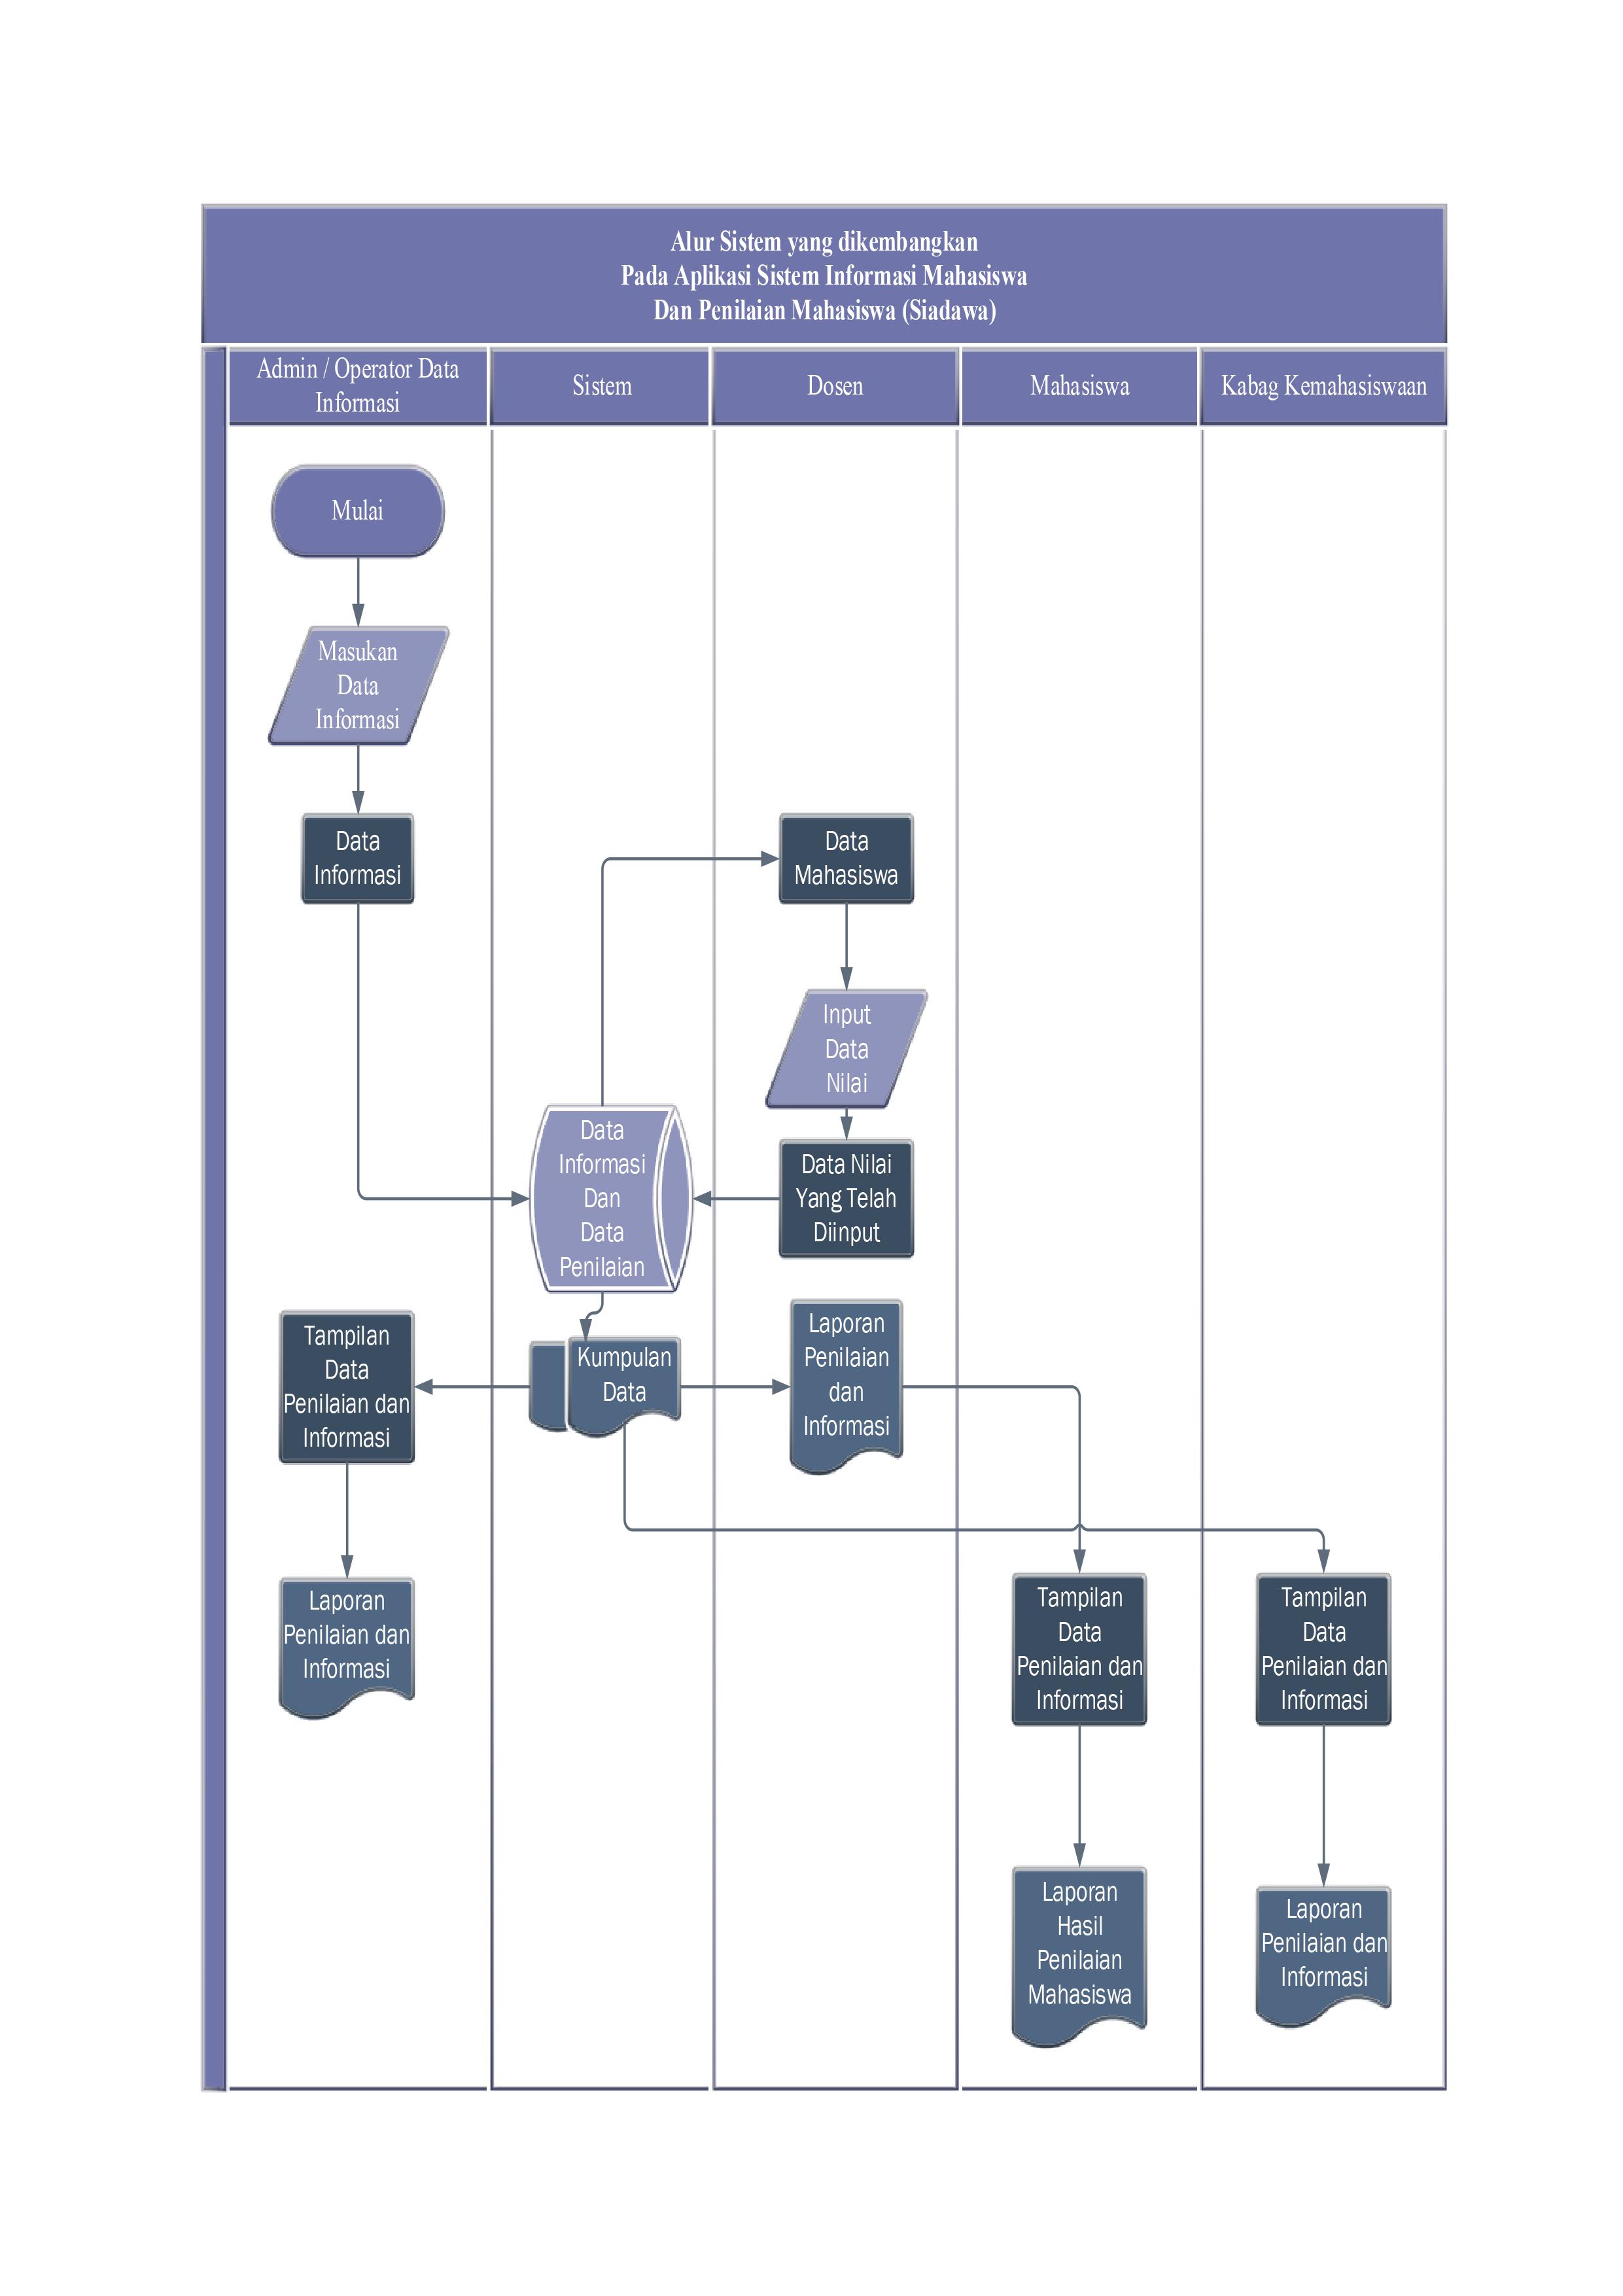 Alur Sistem yang dikembangkan
Pada Aplikasi Sistem Informasi Mahasiswa
Dan Penilaian Mahasiswa (Siadawa)
Admin / Operator Data
Informasi
Sistem
Dosen
Mahasiswa
Kabag Kemahasiswaan
Mulai
Masukan
Data
Informasi
Data
Informasi
Data
Mahasiswa
Input
Data
Nilai
Data
Informasi
Dan
Data
Penilaian
Data Nilai
Yang Telah
Diinput
Tampilan
Data
Penilaian dan
Informasi
Kumpulan
Data
Laporan
Penilaian
dan
Informasi
Laporan
Penilaian dan
Informasi
Tampilan
Data
Penilaian dan
Informasi
Tampilan
Data
Penilaian dan
Informasi
Laporan
Hasil
Penilaian
Mahasiswa
Laporan
Penilaian dan
Informasi